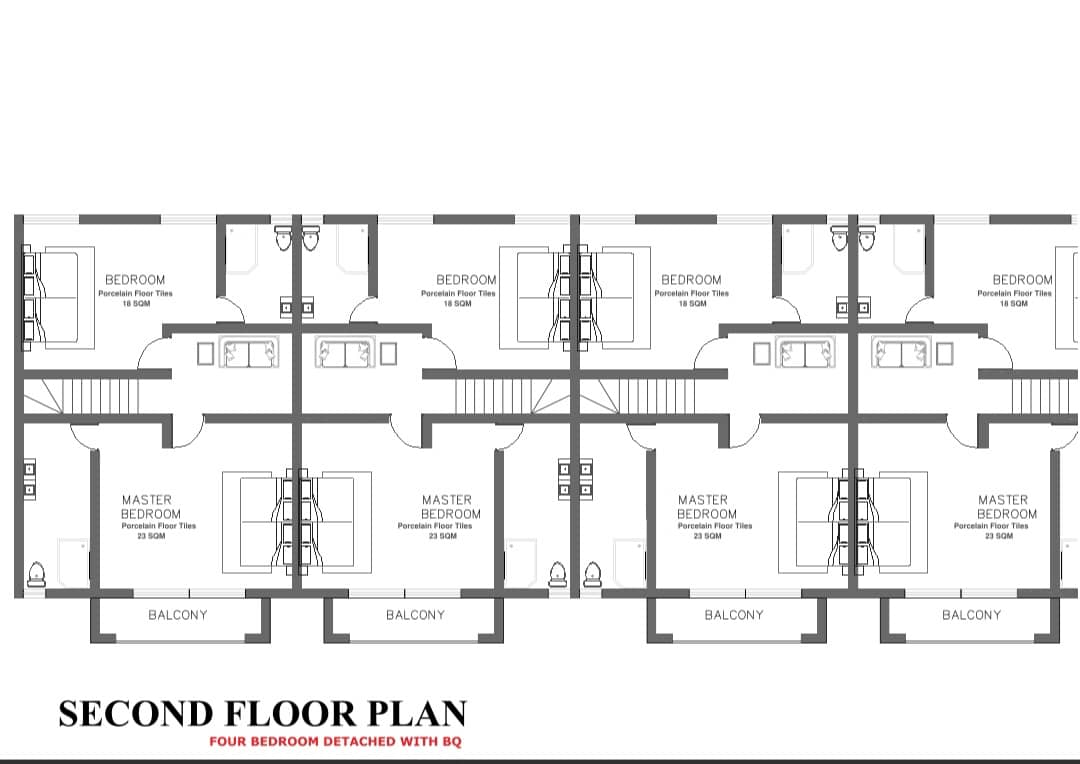 BEDROOM
Porcelain Floor Tiles
18 SQM
BEDROOM
Porcelain Floor Tiles
18 SQM
BEDROOM
Porcelain Floor Tiles
18 SQM
BEDROOM
Porcelain Floor Tiles
18 SQM
MASTER
BEDROOM
Porcelain Floor Tiles
23 SQM
MASTER
BEDROOM
Porcelain Floor Tiles
23 SQM
MASTER
BEDROOM
Porcelain Floor Tiles
23 SQM
MASTER
BEDROOM
Porcelain Floor Tiles
23 SQM
BALCONY
BALCONY
BALCONY
BALCONY
SECOND FLOOR PLAN
FOUR BEDROOM DETACHED WITH BQ